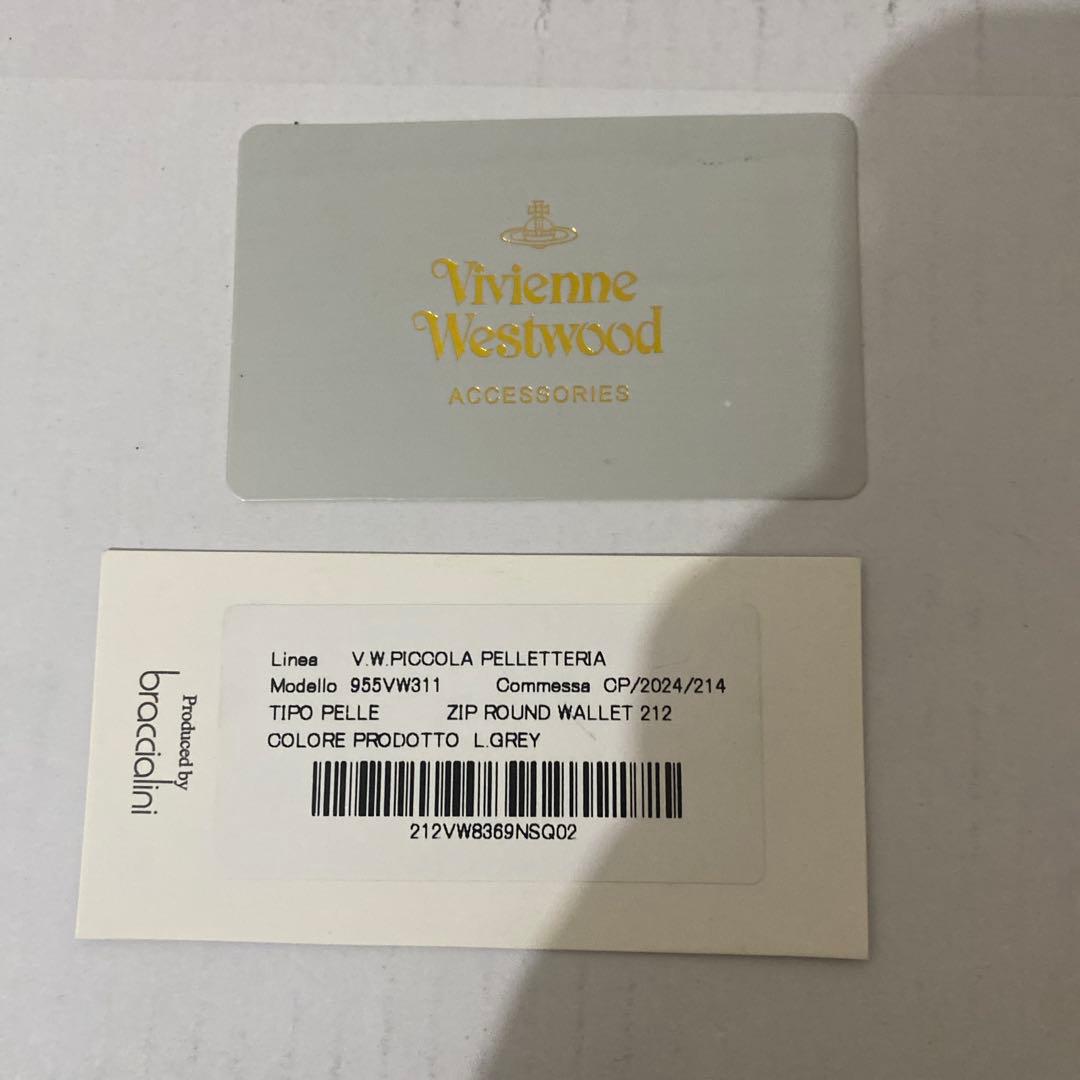 Vivienne
Westwood
ACCESSORIES
Produced by
braccialini
Linea V.W.PICCOLA PELLETTERIA
Modello 955VW311 Commessa CP/2024/214
TIPO PELLE ZIP ROUND WALLET 212
COLORE PRODOTTO L.GREY
212VW8369NSQ02